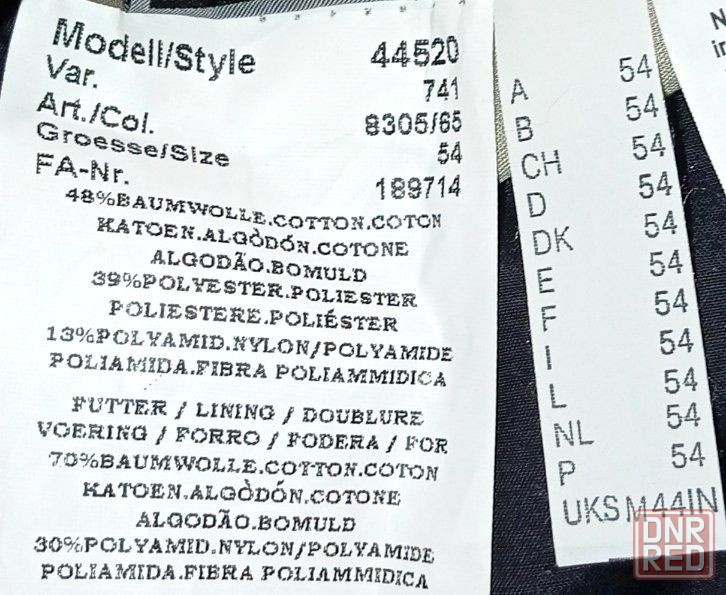 Modell/Style 44520
Var. 741
Art./Col. 8305/65
Groesse/Size 54
FA-Nr. 189714
48%BAUMWOLLE.COTTON.COTON
KATOEN.ALGÒDÓN.COTONE
ALGODÃO.BOMULD
39%POLYESTER.POLIESTER
POLIESTERE.POLIÉSTER
13%POLYAMID.NYLON/POLYAMIDE
POLIAMIDA.FIBRA POLIAMMIDICA
FUTTER / LINING / DOUBLURE
VOERING / FORRO / FODERA / FOR
70%BAUMWOLLE.COTTON.COTON
KATOEN.ALGÒDÓN.COTONE
ALGODÃO.BOMULD
30%POLYAMID.NYLON/POLYAMIDE
POLIAMIDA.FIBRA POLIAMMIDICA
A 54
B 54
CH 54
D 54
DK 54
E 54
F 54
I 54
L 54
NL 54
P 54
UKS M44IN
DNR
RED